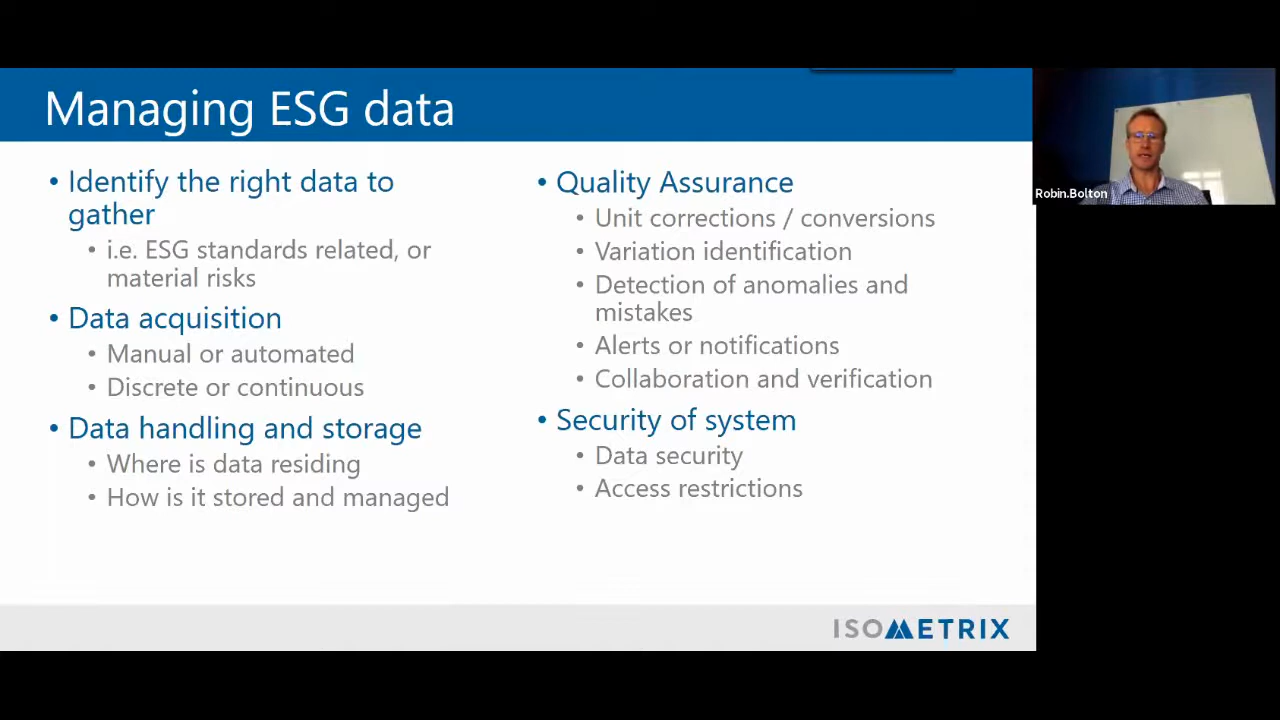 Managing ESG data
• Identify the right data to
gather
• i.e. ESG standards related, or
material risks
• Data acquisition
• Manual or automated
• Discrete or continuous
• Data handling and storage
• Where is data residing
• How is it stored and managed
• Quality Assurance
• Unit corrections / conversions
• Variation identification
• Detection of anomalies and
mistakes
• Alerts or notifications
• Collaboration and verification
• Security of system
• Data security
• Access restrictions
ISOMETRIX
Robin.Bolton